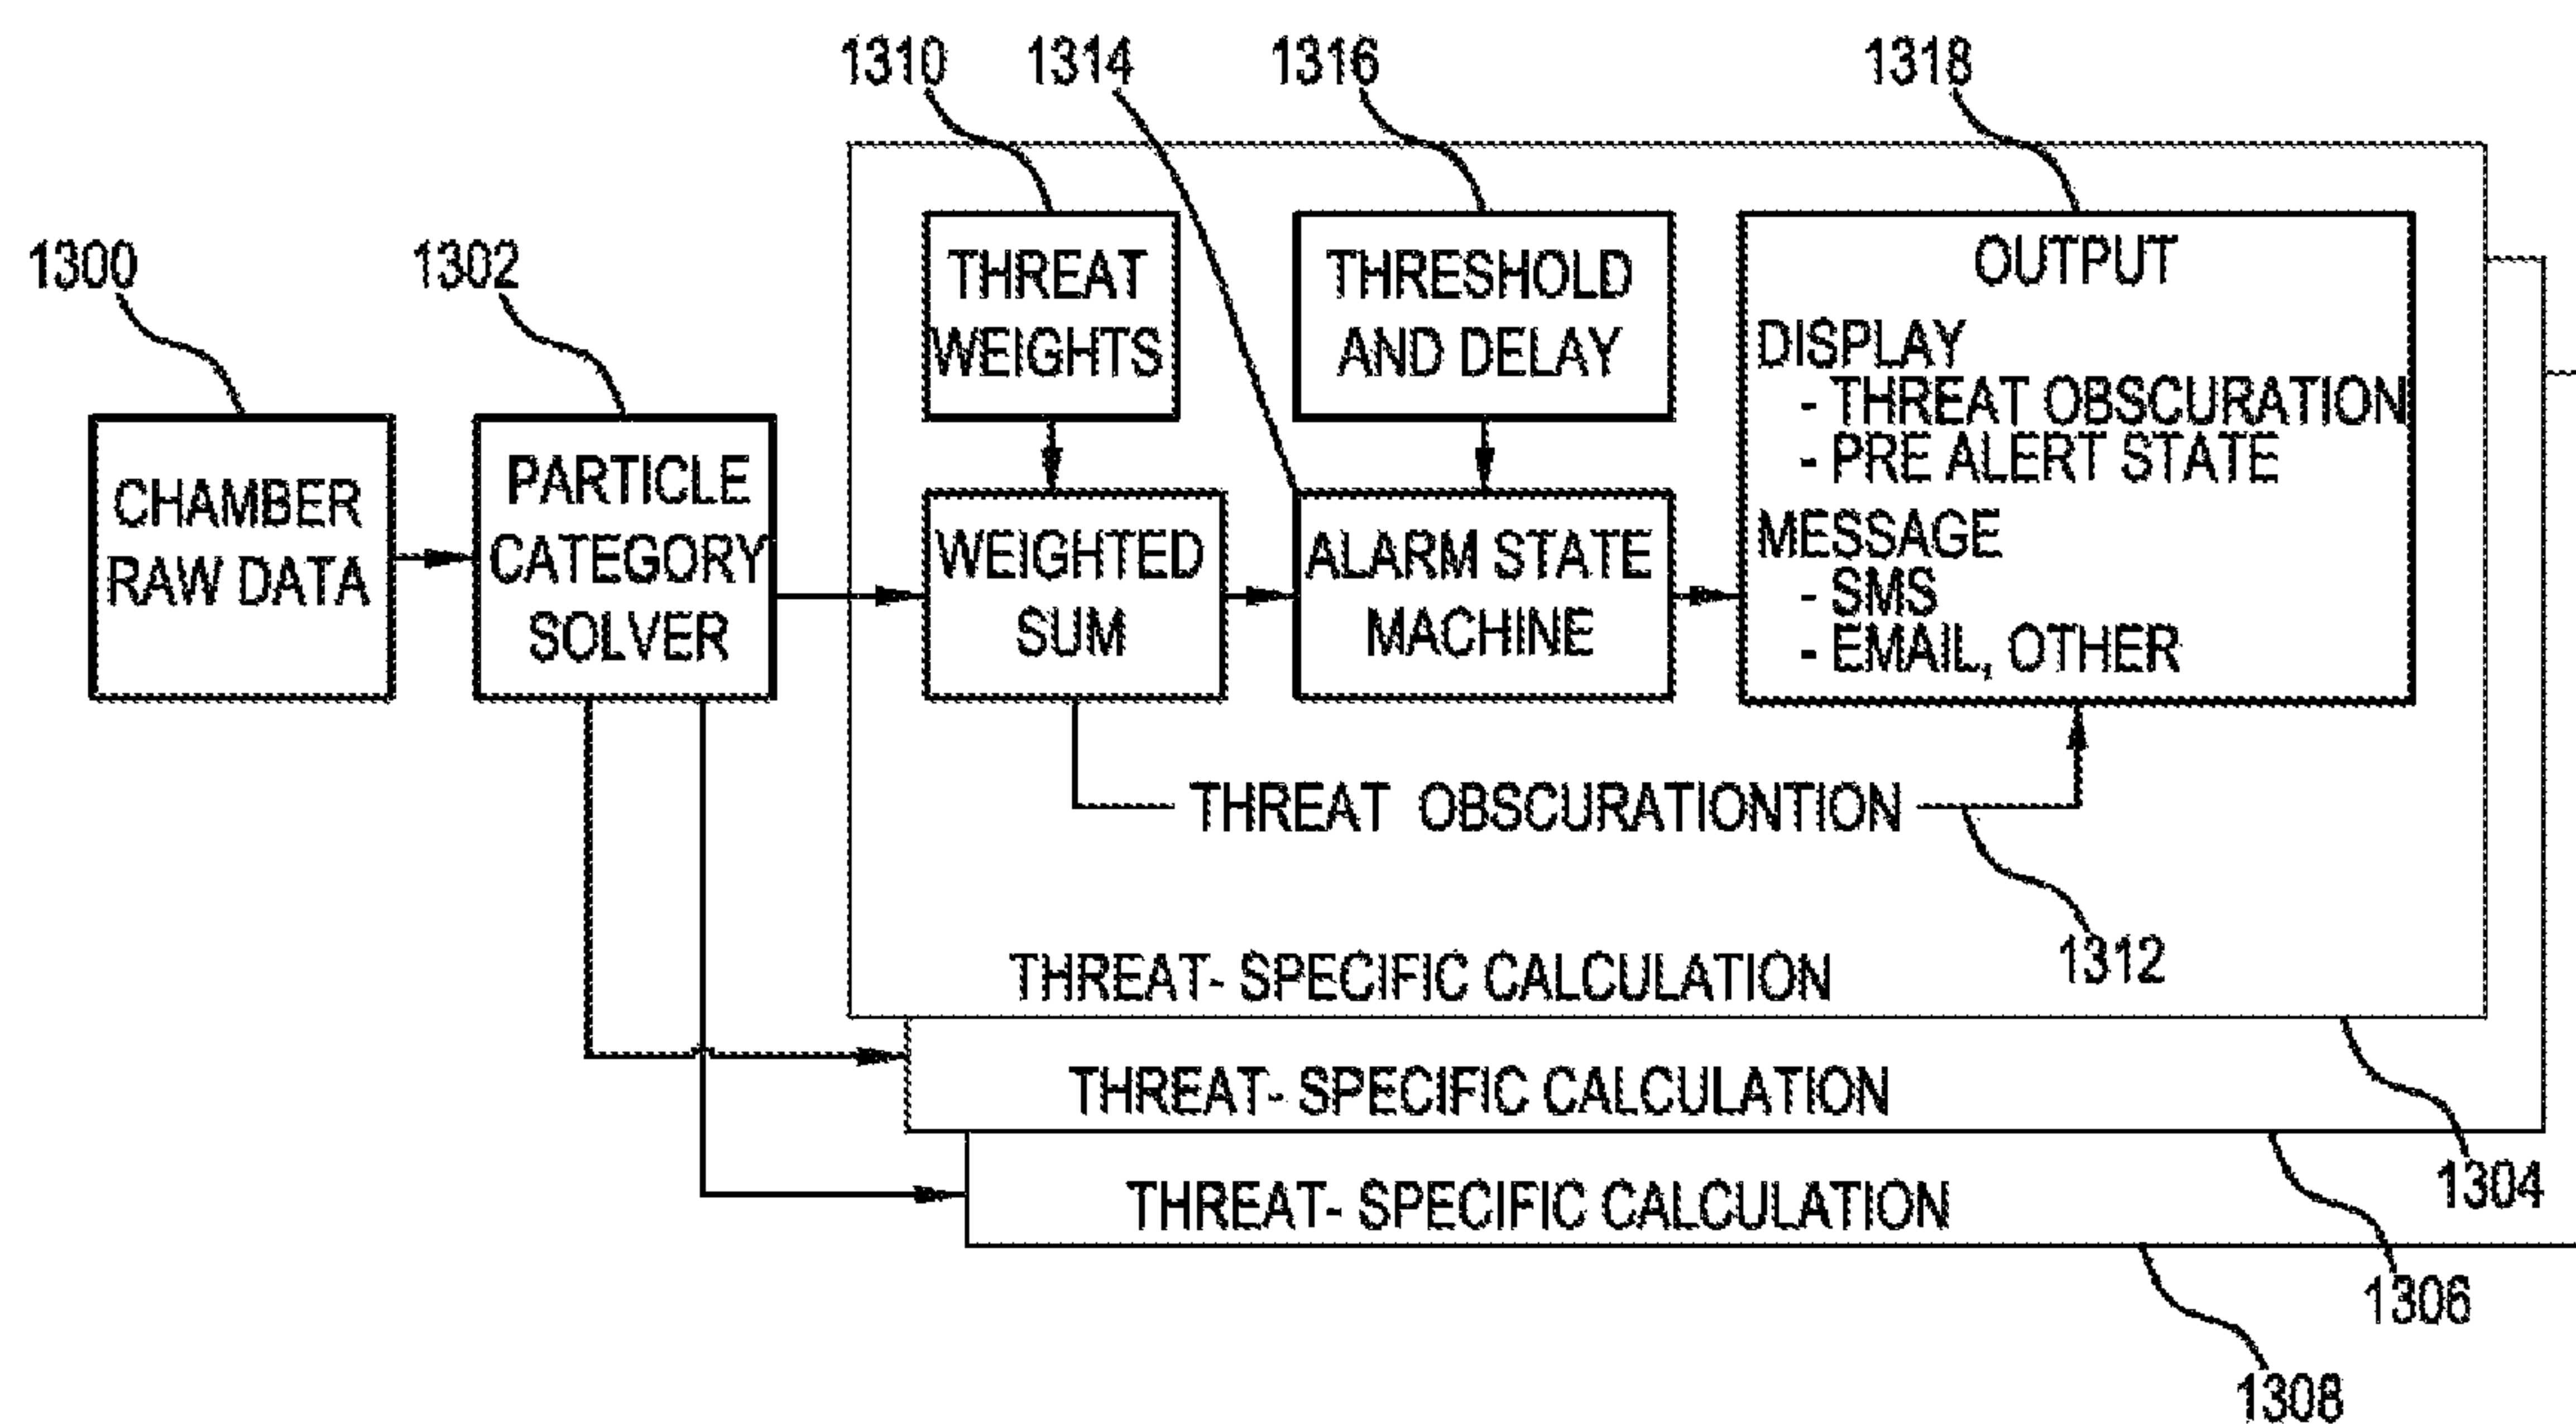 1310
1314
1316
1318
1300
1302
THREAT
WEIGHTS
THRESHOLD
AND DELAY
OUTPUT
DISPLAY
- THREAT OBSCURATION
- PRE ALERT STATE
MESSAGE
- SMS
- EMAIL, OTHER
CHAMBER
RAW DATA
PARTICLE
CATEGORY
SOLVER
WEIGHTED
SUM
ALARM STATE
MACHINE
THREAT OBSCURATIONTION
1312
THREAT- SPECIFIC CALCULATION
1304
THREAT- SPECIFIC CALCULATION
1306
THREAT- SPECIFIC CALCULATION
1308